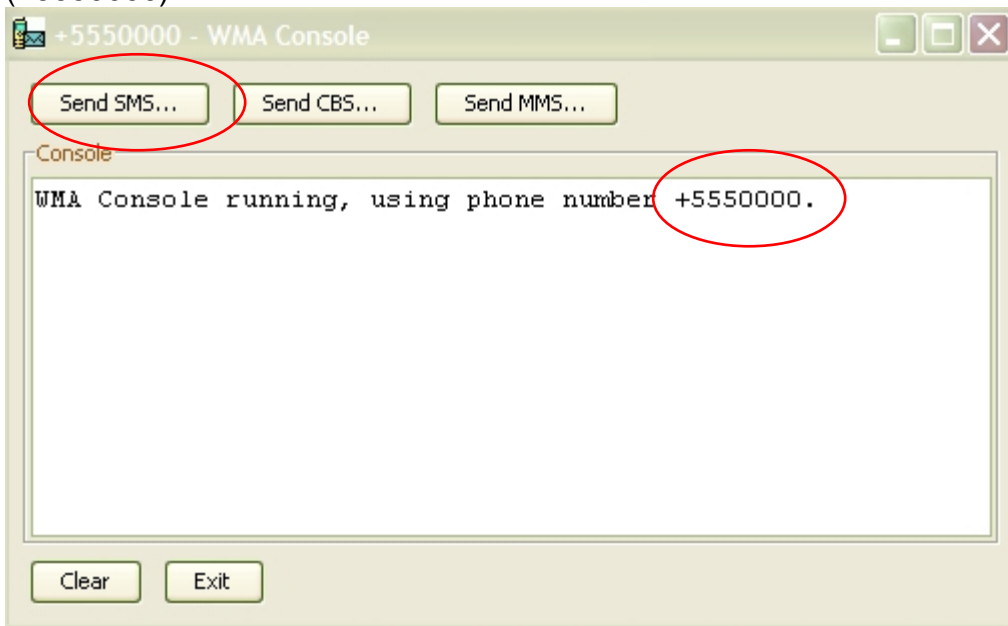 +5550000 - WMA Console
Send SMS... Send CBS... Send MMS...
Console
WMA Console running, using phone number +5550000.
Clear Exit